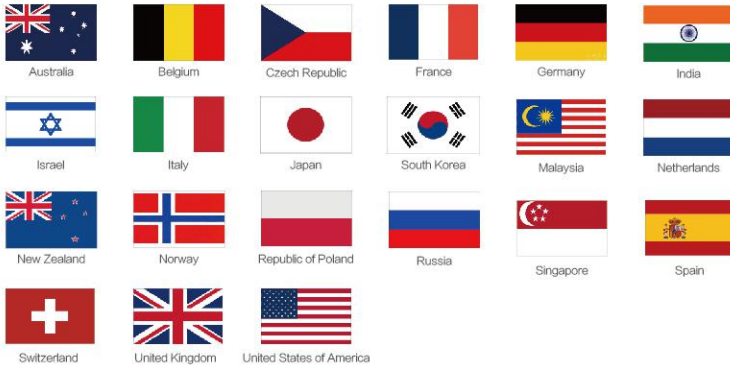 Australia
Belgium
Czech Republic
France
Germany
India
Israel
Italy
Japan
South Korea
Malaysia
Netherlands
New Zealand
Norway
Republic of Poland
Russia
Singapore
Spain
Switzerland
United Kingdom
United States of America